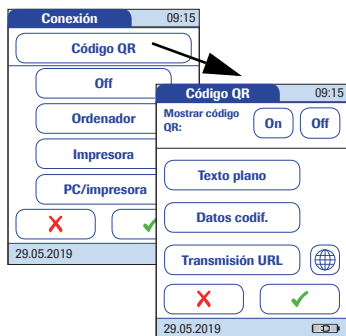 Conexión 09:15
Código QR
Off
Ordenador
Impresora
PC/impresora
29.05.2019
Código QR 09:15
Mostrar código
QR:
On Off
Texto plano
Datos codif.
Transmisión URL
29.05.2019